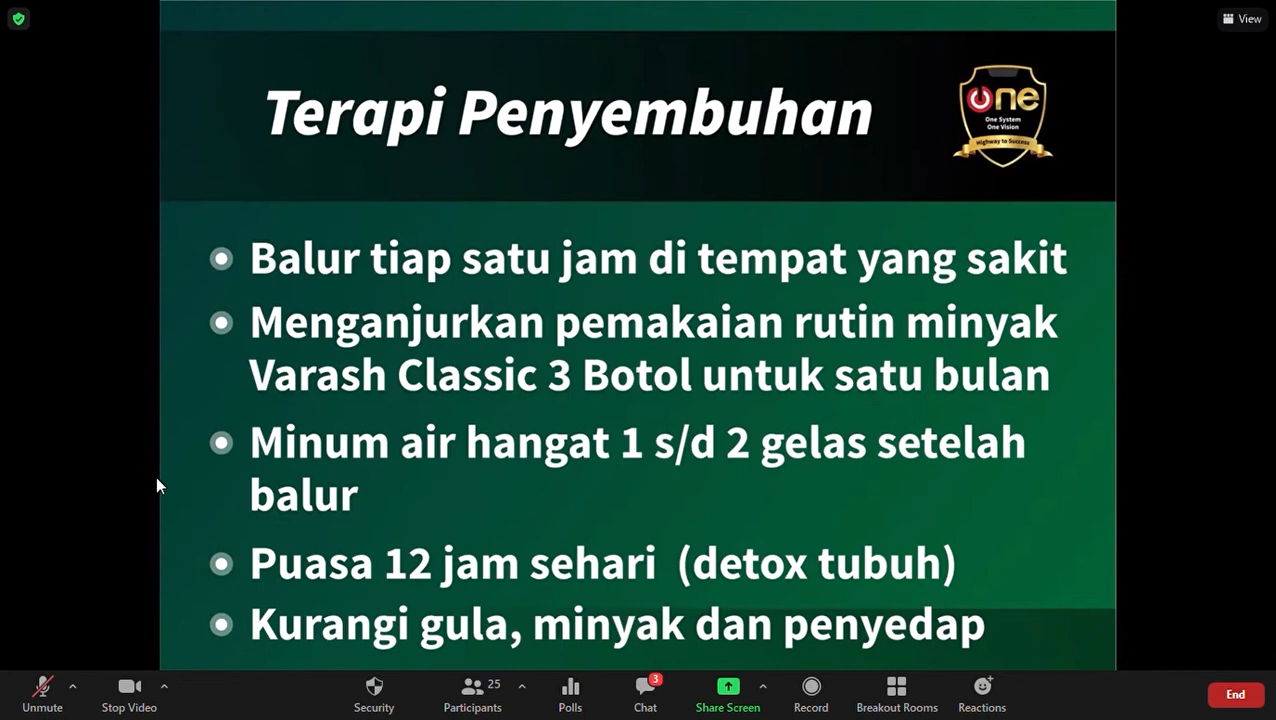 View
Terapi Penyembuhan
one
One System
One Vision
Highway to Success
Balur tiap satu jam di tempat yang sakit
Menganjurkan pemakaian rutin minyak
Varash Classic 3 Botol untuk satu bulan
Minum air hangat 1 s/d 2 gelas setelah
balur
Puasa 12 jam sehari (detox tubuh)
Kurangi gula, minyak dan penyedap
25
3
Unmute
Stop Video
Security
Participants
Polls
Chat
Share Screen
Record
Breakout Rooms
Reactions
End